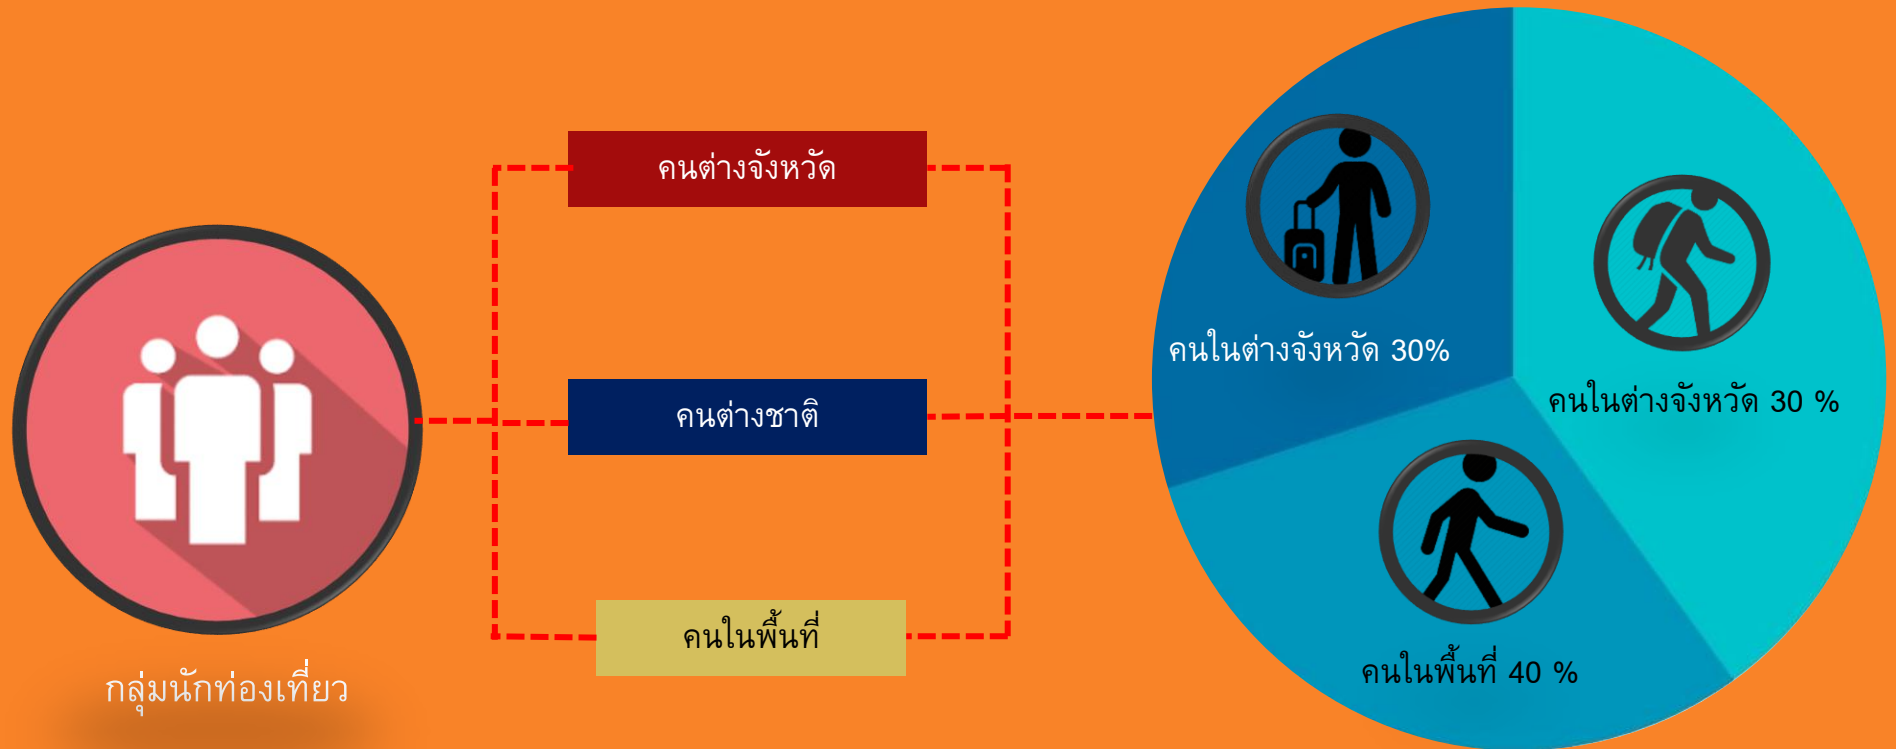 คนต่างจังหวัด
คนต่างชาติ
คนในพื้นที่
กลุ่มนักท่องเที่ยว
คนในต่างจังหวัด 30%
คนในต่างจังหวัด 30 %
คนในพื้นที่ 40 %